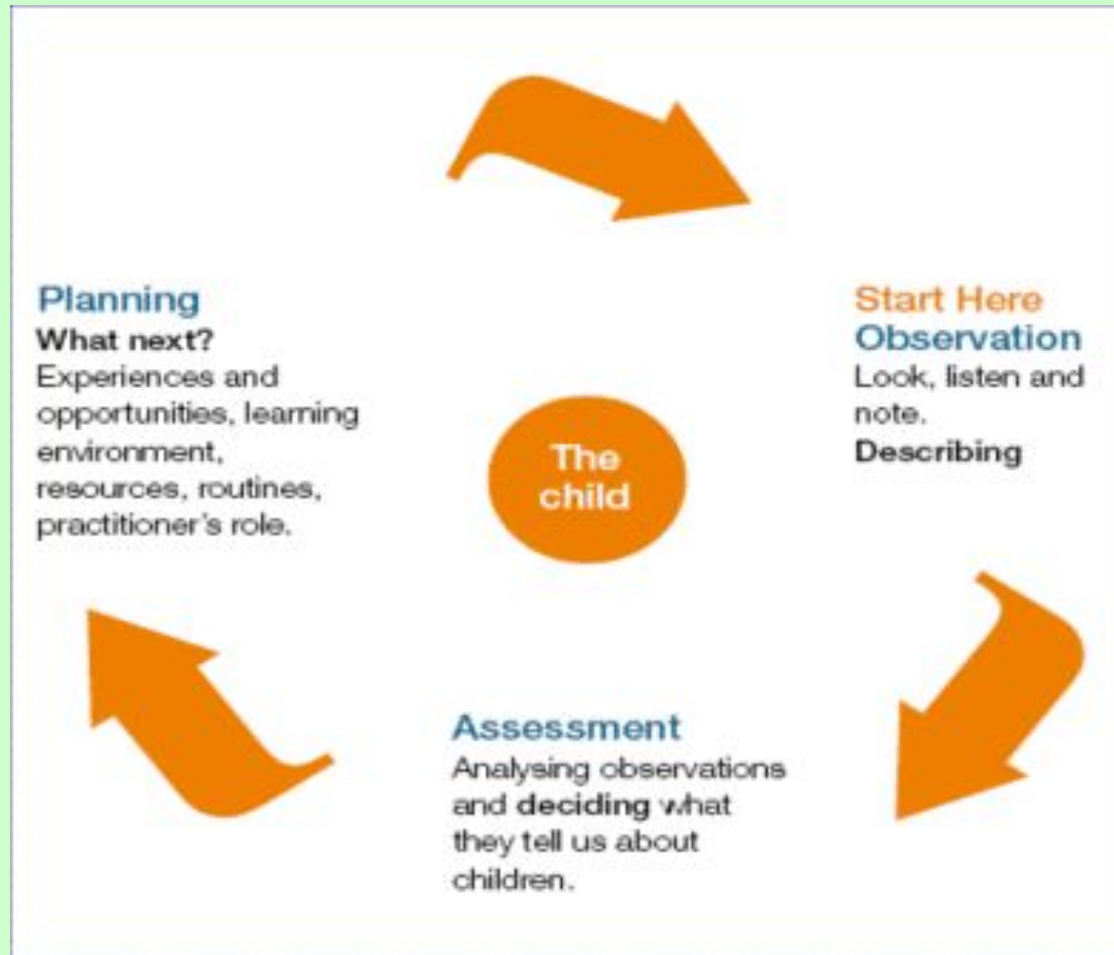 Planning
What next?
Experiences and
opportunities, learning
environment,
resources, routines,
practitioner's role.
The
child
Start Here
Observation
Look, listen and
note.
Describing
Assessment
Analysing observations
and deciding what
they tell us about
children.